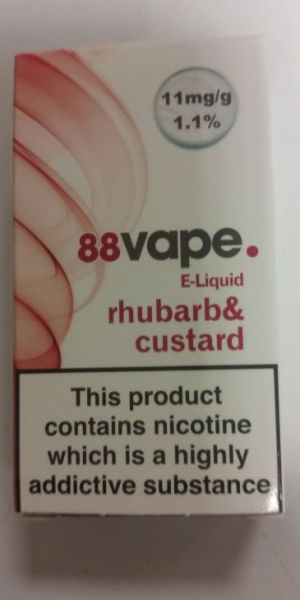 11mg/g
1.1%
88vape.
E-Liquid
rhubarb&
custard
This product
contains nicotine
which is a highly
addictive substance